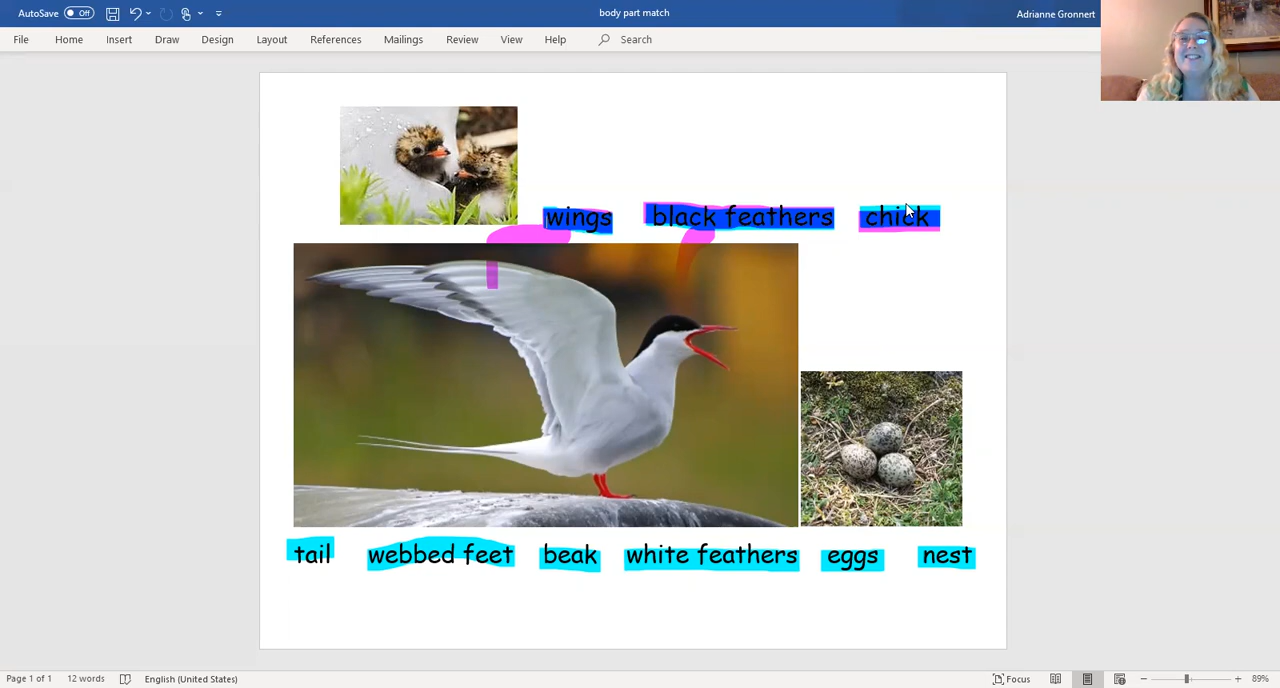 AutoSave Off body part match Adrianne Gronnert
File Home Insert Draw Design Layout References Mailings Review View Help Search
wings black feathers chick
tail webbed feet beak white feathers eggs nest
Page 1 of 1 12 words English (United States) Focus 89%